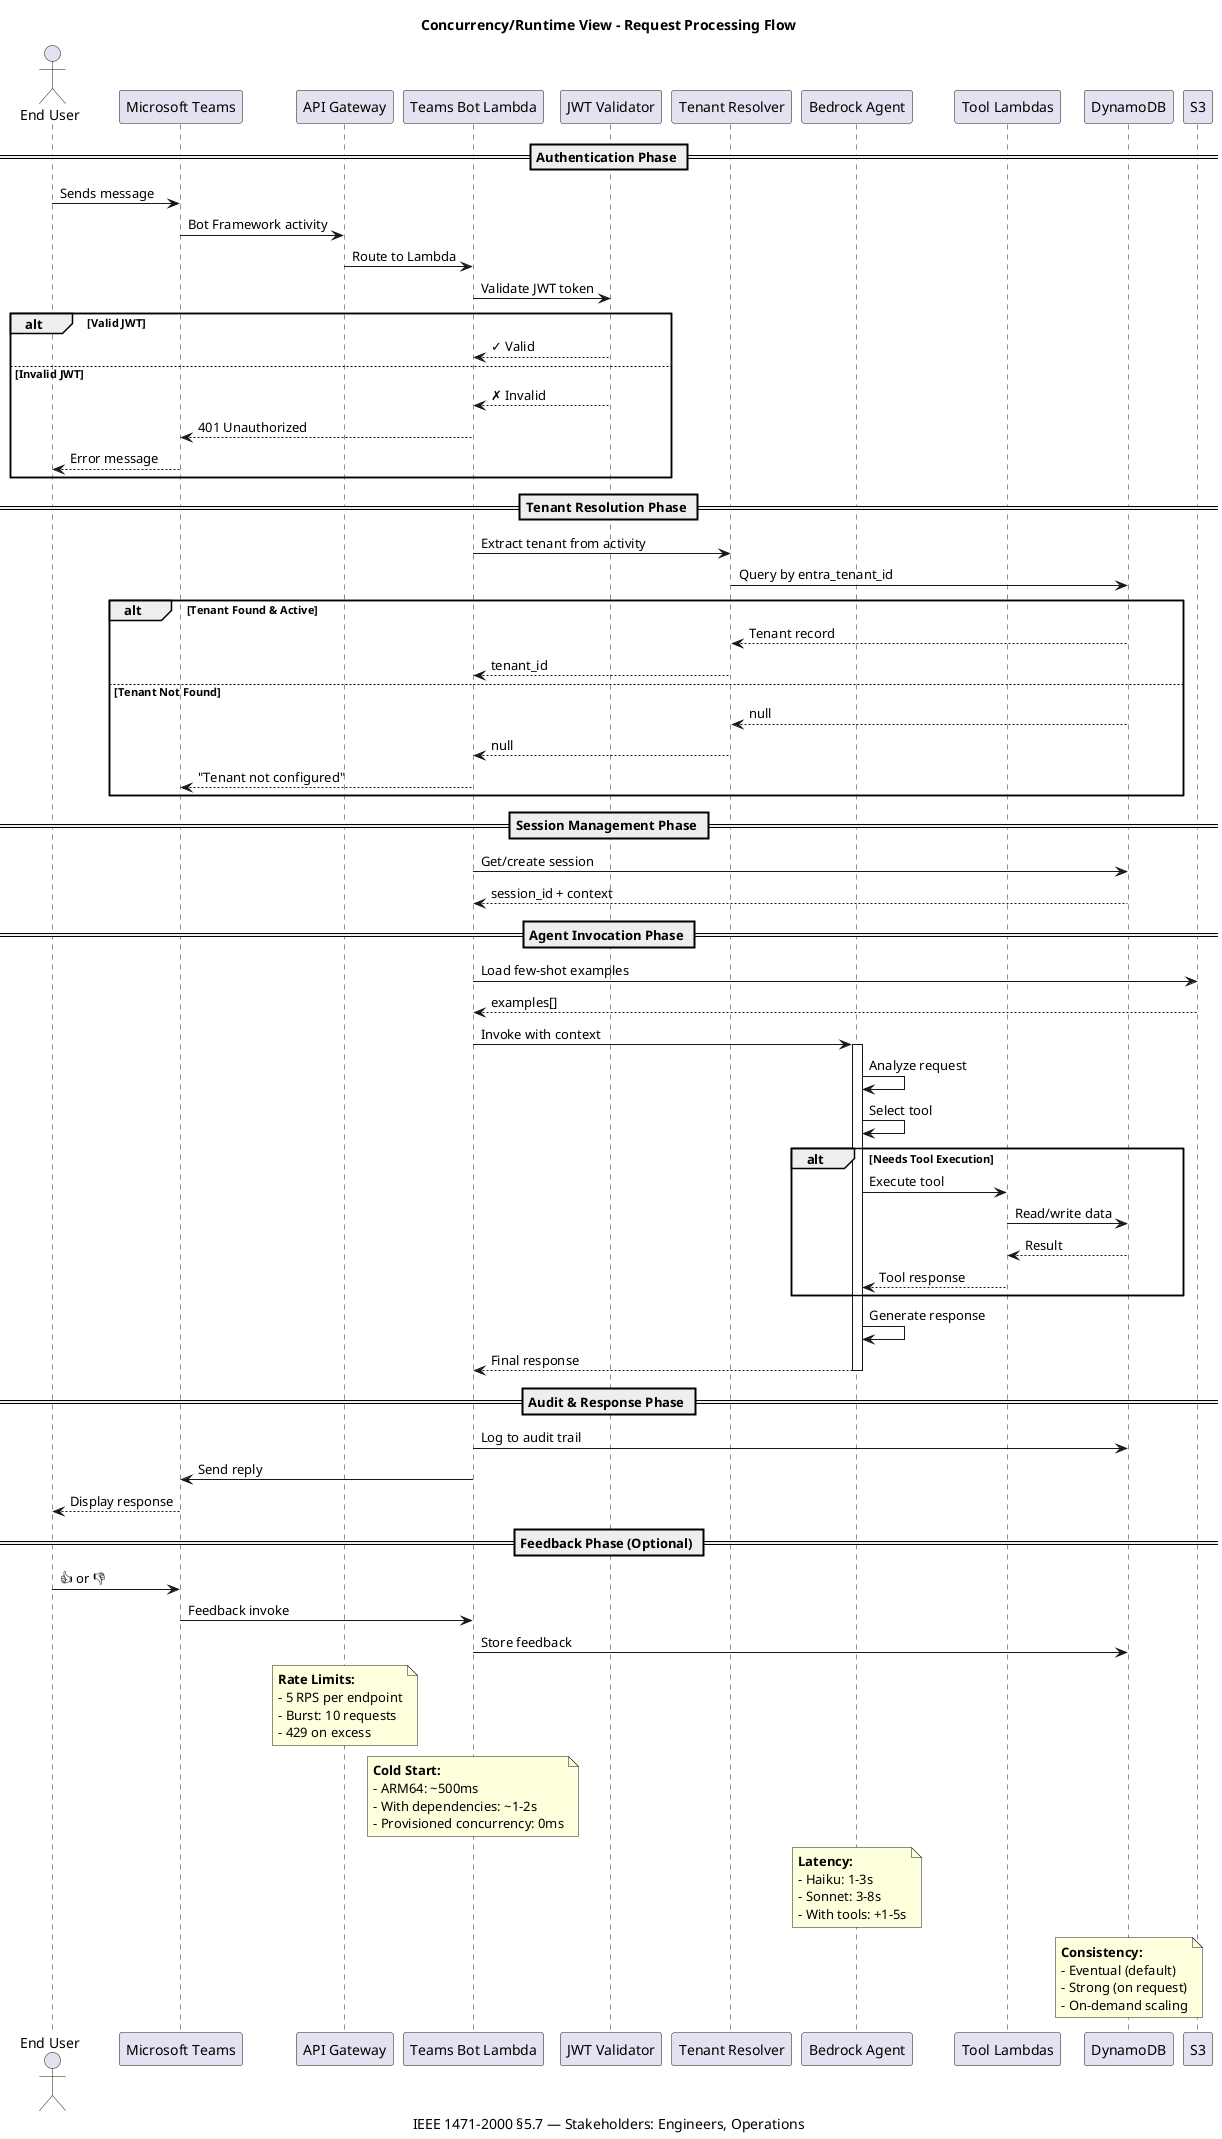 Concurrency/Runtime View - Request Processing Flow
End User
Microsoft Teams
API Gateway
Teams Bot Lambda
JWT Validator
Tenant Resolver
Bedrock Agent
Tool Lambdas
DynamoDB
S3
Authentication Phase
Sends message
Bot Framework activity
Route to Lambda
Validate JWT token
alt
[Valid JWT]
✓ Valid
[Invalid JWT]
✗ Invalid
401 Unauthorized
Error message
Tenant Resolution Phase
Extract tenant from activity
Query by entra_tenant_id
alt
[Tenant Found & Active]
Tenant record
tenant_id
[Tenant Not Found]
null
null
"Tenant not configured"
Session Management Phase
Get/create session
session_id + context
Agent Invocation Phase
Load few-shot examples
examples[]
Invoke with context
Analyze request
Select tool
alt
[Needs Tool Execution]
Execute tool
Read/write data
Result
Tool response
Generate response
Final response
Audit & Response Phase
Log to audit trail
Send reply
Display response
Feedback Phase (Optional)
👍 or 👎
Feedback invoke
Store feedback
Rate Limits:
- 5 RPS per endpoint
- Burst: 10 requests
- 429 on excess
Cold Start:
- ARM64: ~500ms
- With dependencies: ~1-2s
- Provisioned concurrency: 0ms
Latency:
- Haiku: 1-3s
- Sonnet: 3-8s
- With tools: +1-5s
Consistency:
- Eventual (default)
- Strong (on request)
- On-demand scaling
End User
Microsoft Teams
API Gateway
Teams Bot Lambda
JWT Validator
Tenant Resolver
Bedrock Agent
Tool Lambdas
DynamoDB
S3
IEEE 1471-2000 §5.7 — Stakeholders: Engineers, Operations